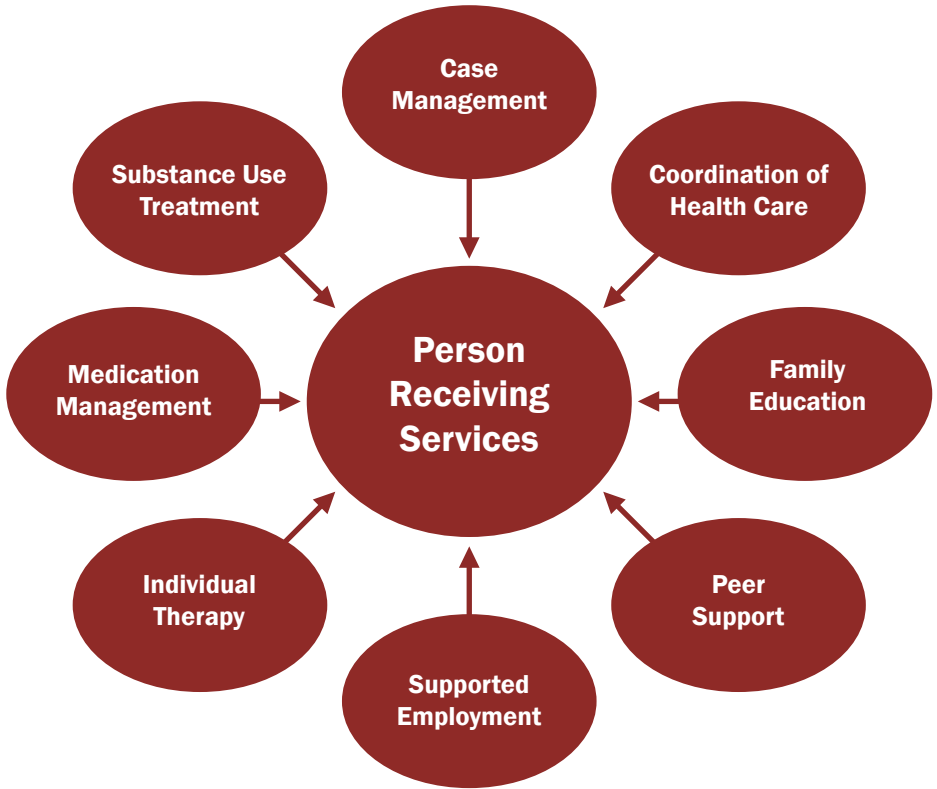 Case
Management
Substance Use
Treatment
Coordination of
Health Care
Medication
Management
Person
Receiving
Services
Family
Education
Individual
Therapy
Peer
Support
Supported
Employment